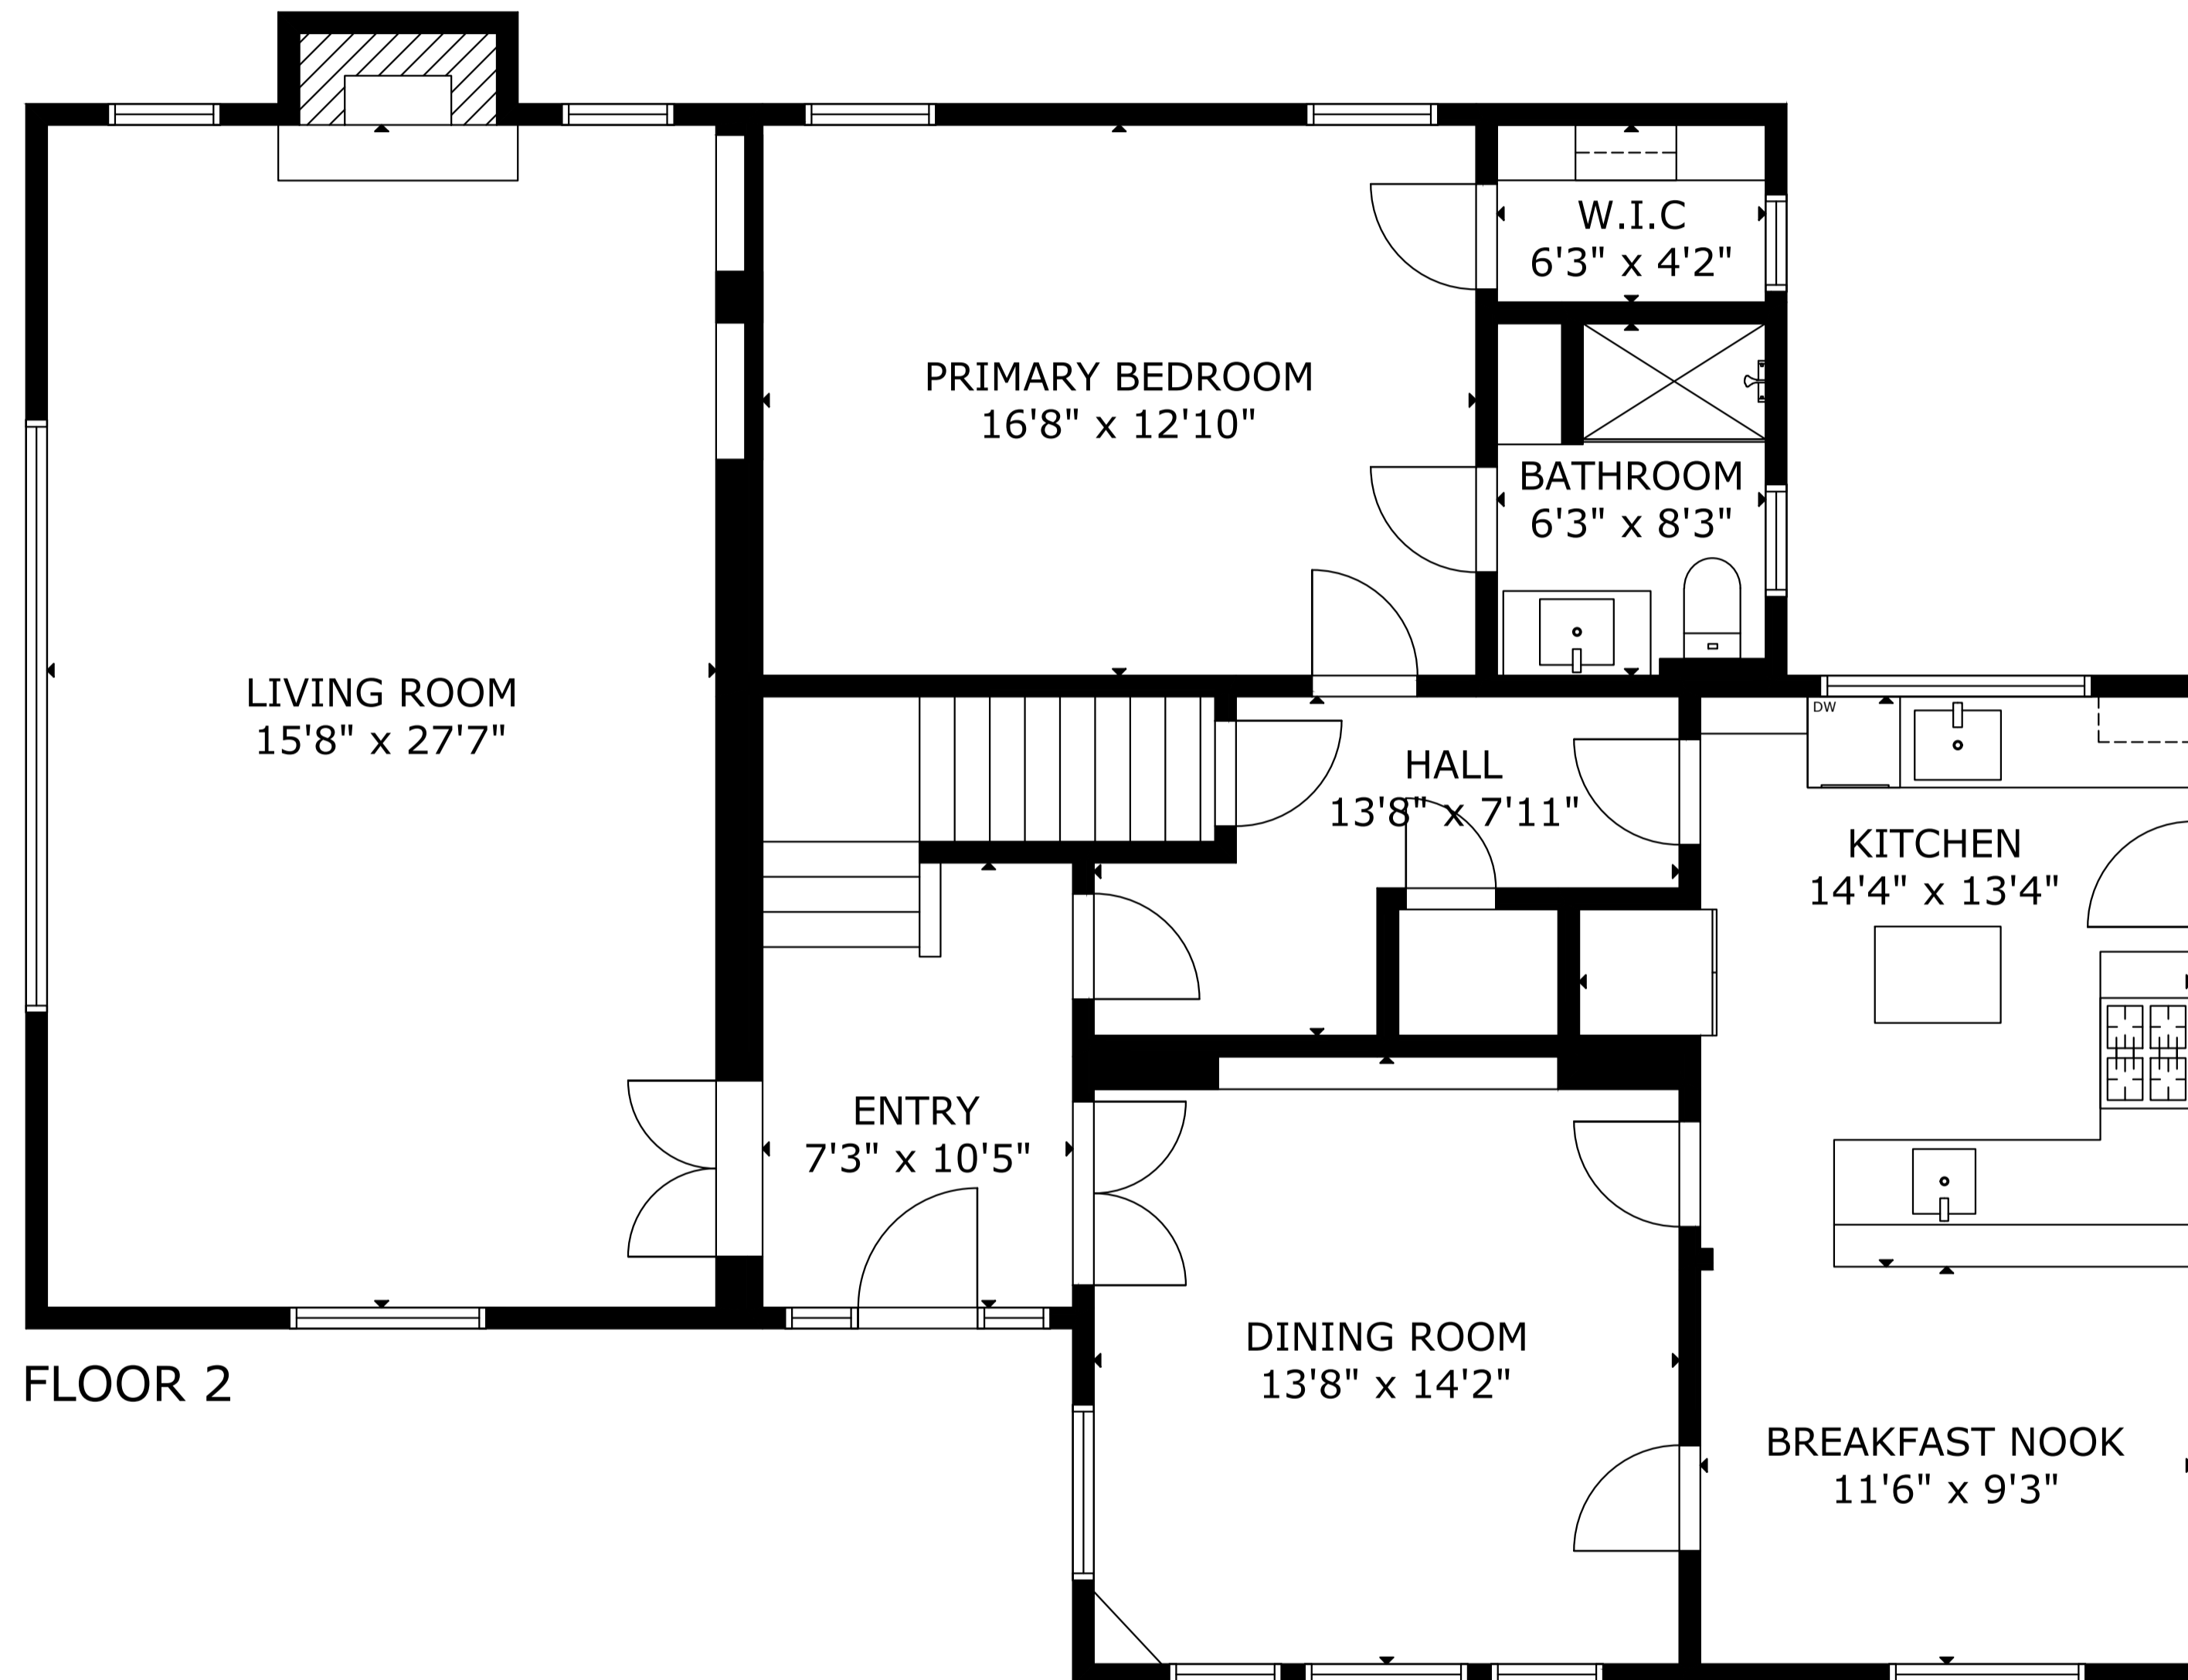 W.I.C
6'3" x 4'2"
PRIMARY BEDROOM
16'8" x 12'10"
BATHROOM
6'3" x 8'3"
LIVING ROOM
15'8" x 27'7"
DW
HALL
13'8" x 7'11"
KITCHEN
14'4" x 13'4"
ENTRY
7'3" x 10'5"
DINING ROOM
13'8" x 14'2"
FLOOR 2
BREAKFAST NOOK
11'6" x 9'3"